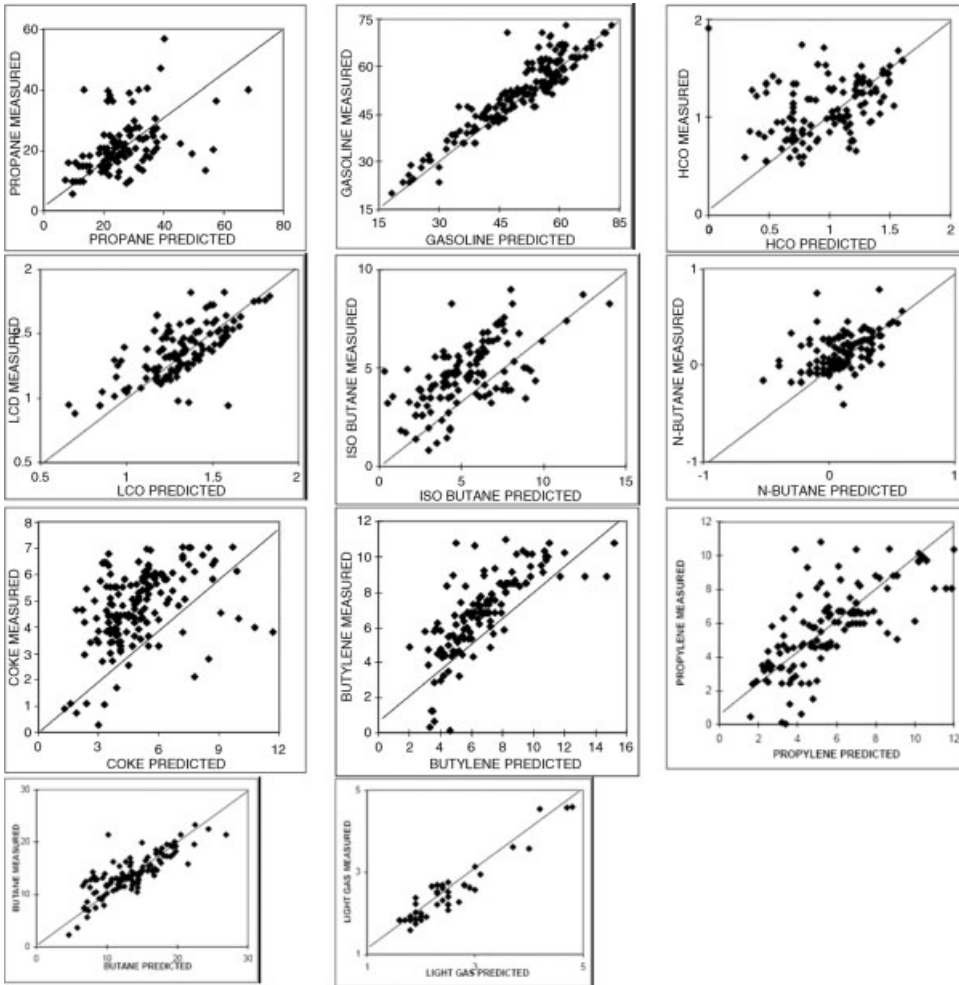 PROPANE MEASURED
60
40
20
0
0 20 40 60 80
PROPANE PREDICTED
GASOLINE MEASURED
75
60
45
30
15
15 30 45 60 85
GASOLINE PREDICTED
HCO MEASURED
2
1
0
0 0.5 1 1.5 2
HCO PREDICTED
LCD MEASURED
2
1.5
1
0.5
0.5 1 1.5 2
LCO PREDICTED
ISO BUTANE MEASURED
10
5
0
0 5 10 15
ISO BUTANE PREDICTED
N-BUTANE MEASURED
1
0
-1
-1 0 1
N-BUTANE PREDICTED
COKE MEASURED
8
7
6
5
4
3
2
1
0
0 3 6 9 12
COKE PREDICTED
BUTYLENE MEASURED
12
10
8
6
4
2
0
0 2 4 6 8 10 12 14 16
BUTYLENE PREDICTED
PROPYLENE MEASURED
12
10
8
6
4
2
0
0 2 4 6 8 10 12
PROPYLENE PREDICTED
BUTANE MEASURED
30
20
10
0
0 10 20 30
BUTANE PREDICTED
LIGHT GAS MEASURED
5
3
1
1 3 5
LIGHT GAS PREDICTED